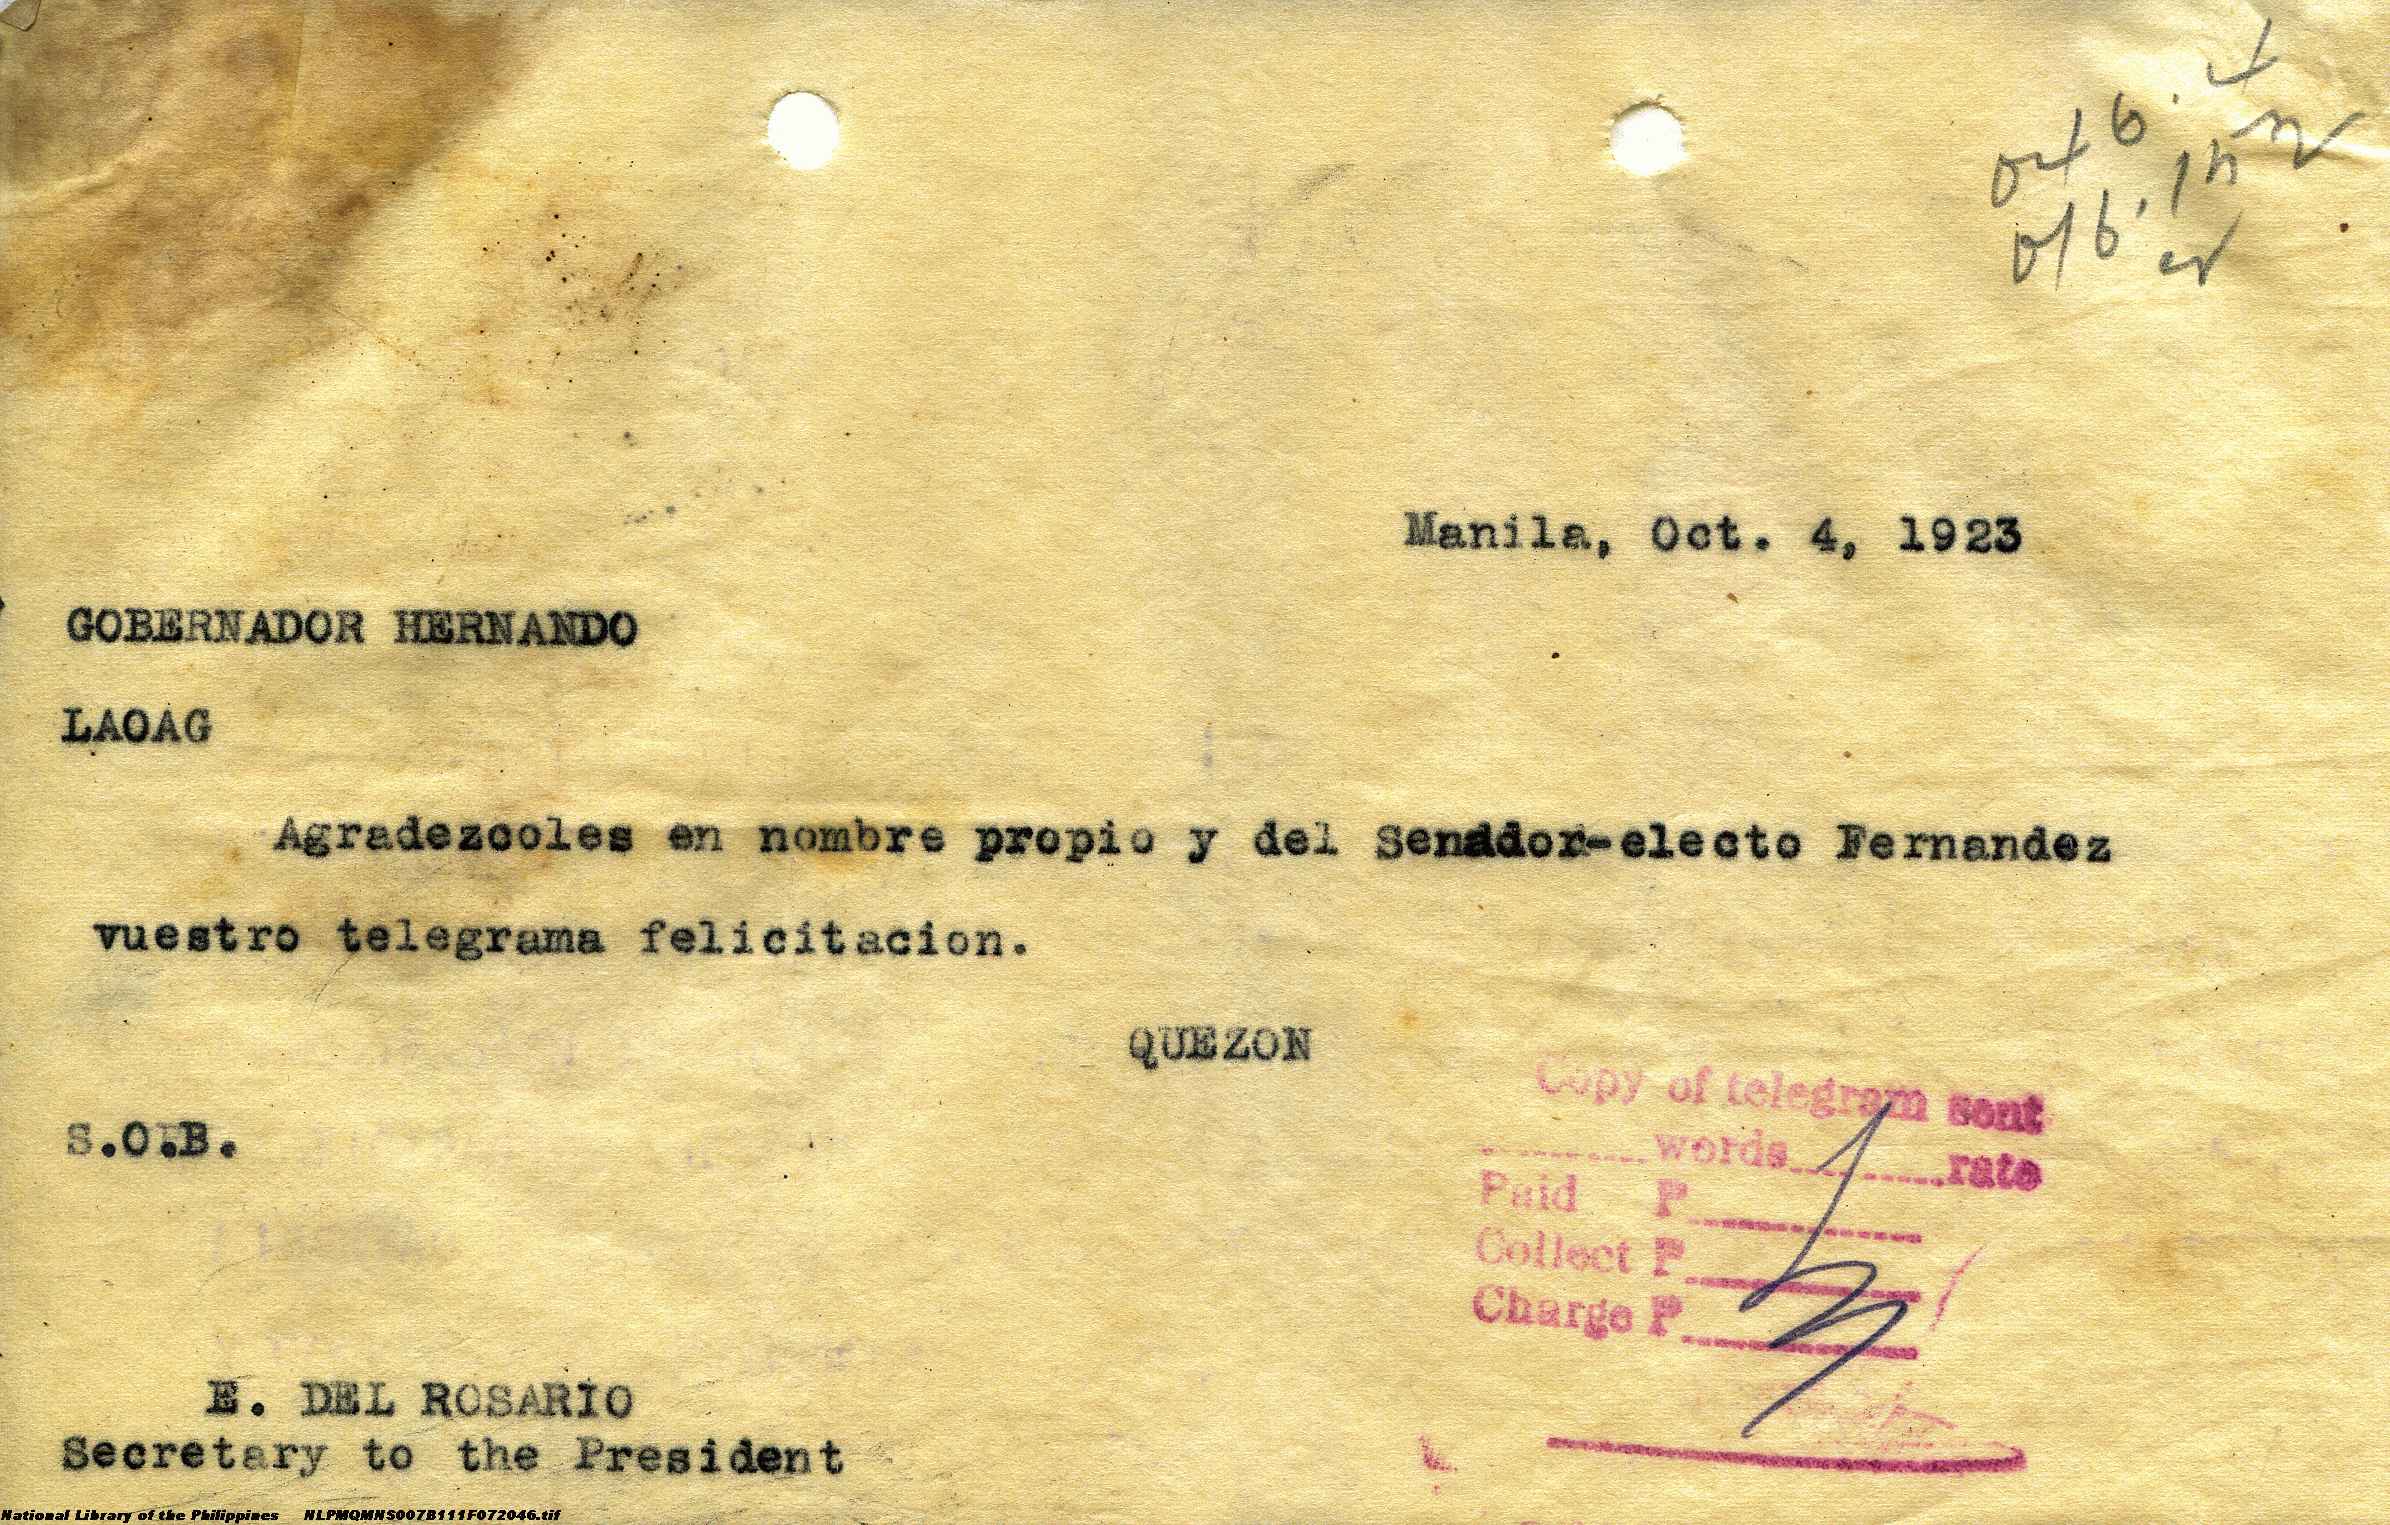 Manila, Oct. 4, 1923
GOBERNADOR HERNANDO
LAOAG
Agradezcoles en nombre propio y del Senador-electo Fernandez
vuestro telegrama felicitacion.
QUEZON
Copy of telegram sent
words rate
Paid P
Collect P
Charge P
S.O.B.
E. DEL ROSARIO
Secretary to the President
National Library of the Philippines NLPMQMNS007B111F072046.tif